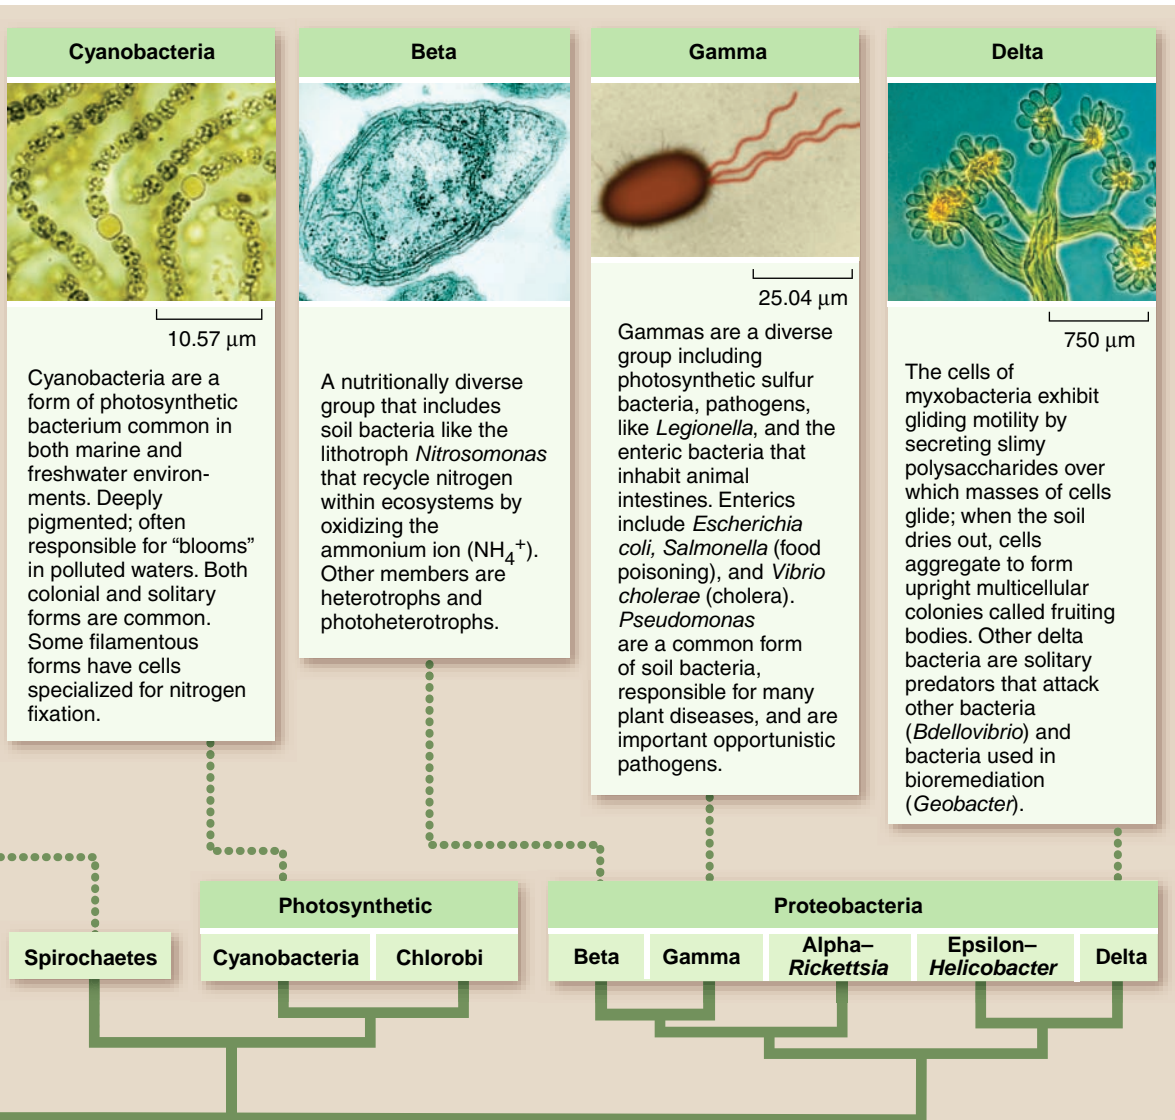 Cyanobacteria
10.57 μm
Cyanobacteria are a
form of photosynthetic
bacterium common in
both marine and
freshwater environ-
ments. Deeply
pigmented; often
responsible for “blooms”
in polluted waters. Both
colonial and solitary
forms are common.
Some filamentous
forms have cells
specialized for nitrogen
fixation.
Beta
A nutritionally diverse
group that includes
soil bacteria like the
lithotroph Nitrosomonas
that recycle nitrogen
within ecosystems by
oxidizing the
ammonium ion (NH₄⁺).
Other members are
heterotrophs and
photoheterotrophs.
Gamma
25.04 μm
Gammas are a diverse
group including
photosynthetic sulfur
bacteria, pathogens,
like Legionella, and the
enteric bacteria that
inhabit animal
intestines. Enterics
include Escherichia
coli, Salmonella (food
poisoning), and Vibrio
cholerae (cholera).
Pseudomonas
are a common form
of soil bacteria,
responsible for many
plant diseases, and are
important opportunistic
pathogens.
Delta
750 μm
The cells of
myxobacteria exhibit
gliding motility by
secreting slimy
polysaccharides over
which masses of cells
glide; when the soil
dries out, cells
aggregate to form
upright multicellular
colonies called fruiting
bodies. Other delta
bacteria are solitary
predators that attack
other bacteria
(Bdellovibrio) and
bacteria used in
bioremediation
(Geobacter).
Spirochaetes
Photosynthetic
Cyanobacteria
Chlorobi
Proteobacteria
Beta
Gamma
Alpha–
Rickettsia
Epsilon–
Helicobacter
Delta